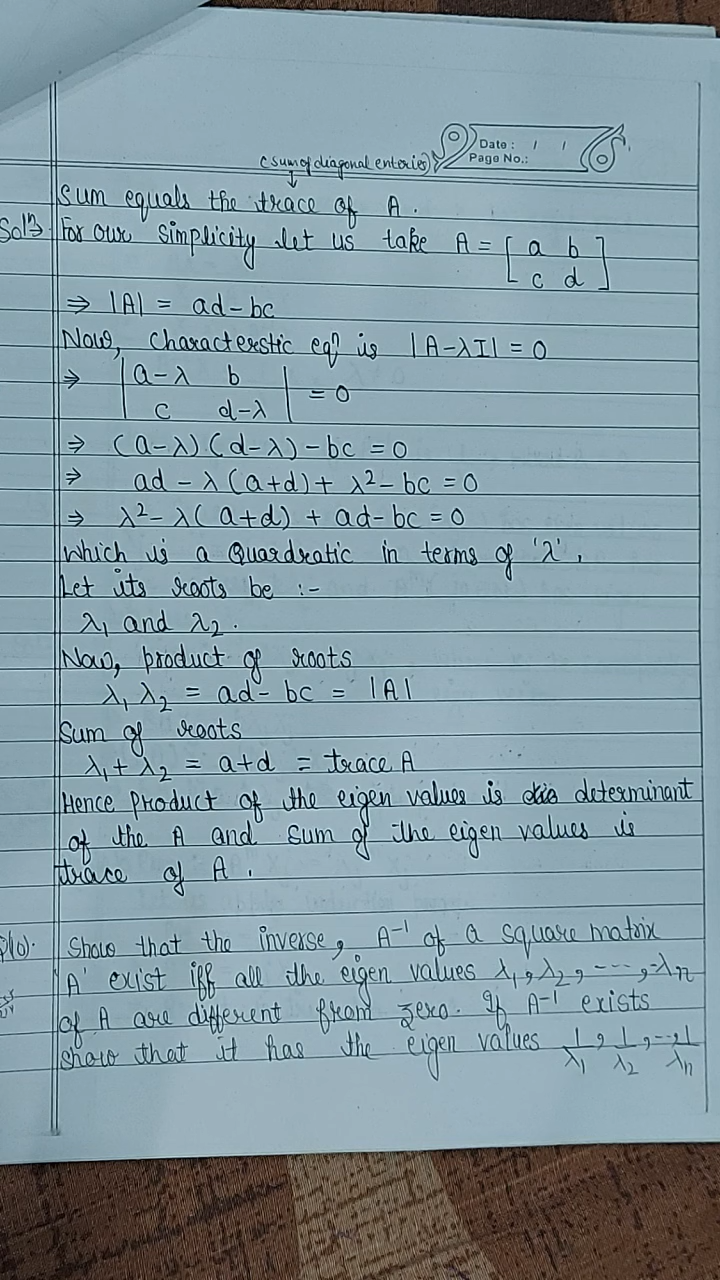 Date : / /
Page No.:
(sum of diagonal enteries)
↓
Sum equals the trace of A.
Solⁿ⇒ For our simplicity let us take A = [a b
c d]
⇒ |A| = ad-bc
Now, characterstic eqⁿ is |A-λI| = 0
⇒ |a-λ b
c d-λ| = 0
⇒ (a-λ)(d-λ)-bc = 0
⇒ ad - λ(a+d) + λ² - bc = 0
⇒ λ² - λ(a+d) + ad-bc = 0
Which is a Quardratic in terms of 'λ',
Let its roots be :-
λ₁ and λ₂.
Now, product of roots
λ₁λ₂ = ad-bc = |A|
Sum of roots
λ₁+λ₂ = a+d = trace A
Hence Product of the eigen values is determinant
of the A and sum of the eigen values is
trace of A.
10). Show that the inverse, A⁻¹ of a square matrix
A' exist iff all the eigen values λ₁, λ₂, ---, λn
of A are different from zero. If A⁻¹ exists
show that it has the eigen values 1/λ₁, 1/λ₂, --, 1/λn